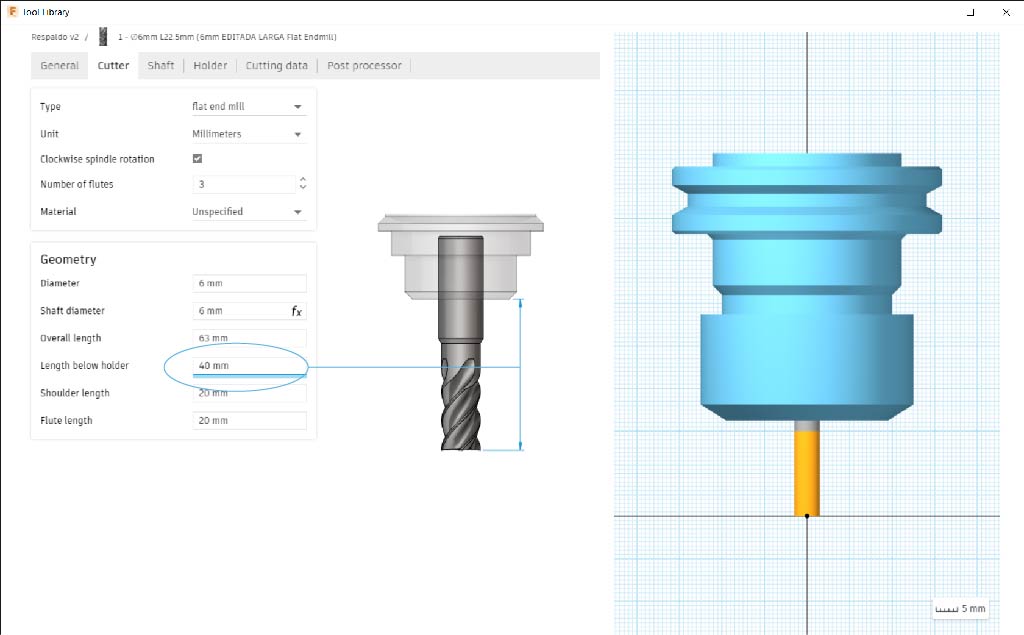 Tool Library
Respaldo v2 / 1 - ∅6mm L22.5mm (6mm EDITADA LARGA Flat Endmill)
General Cutter Shaft Holder Cutting data Post processor
Type flat end mill
Unit Millimeters
Clockwise spindle rotation
Number of flutes 3
Material Unspecified
Geometry
Diameter 6 mm
Shaft diameter 6 mm fx
Overall length 63 mm
Length below holder 40 mm
Shoulder length 20 mm
Flute length 20 mm
5 mm